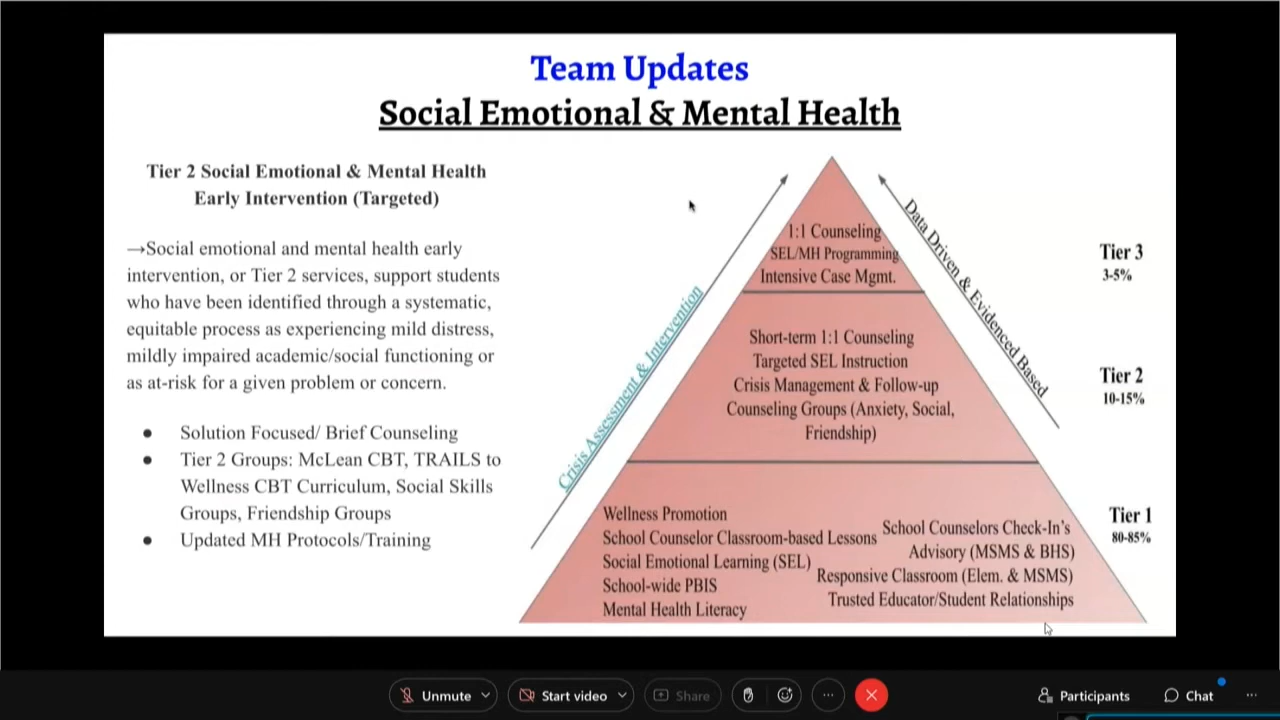 Team Updates
Social Emotional & Mental Health
Tier 2 Social Emotional & Mental Health
Early Intervention (Targeted)
→Social emotional and mental health early
intervention, or Tier 2 services, support students
who have been identified through a systematic,
equitable process as experiencing mild distress,
mildly impaired academic/social functioning or
as at-risk for a given problem or concern.
● Solution Focused/ Brief Counseling
● Tier 2 Groups: McLean CBT, TRAILS to
Wellness CBT Curriculum, Social Skills
Groups, Friendship Groups
● Updated MH Protocols/Training
Crisis Assessment & Intervention
Data Driven & Evidenced Based
1:1 Counseling
SEL/MH Programming
Intensive Case Mgmt.
Tier 3
3-5%
Short-term 1:1 Counseling
Targeted SEL Instruction
Crisis Management & Follow-up
Counseling Groups (Anxiety, Social,
Friendship)
Tier 2
10-15%
Wellness Promotion
School Counselor Classroom-based Lessons
Social Emotional Learning (SEL)
School-wide PBIS
Mental Health Literacy
School Counselors Check-In's
Advisory (MSMS & BHS)
Responsive Classroom (Elem. & MSMS)
Trusted Educator/Student Relationships
Tier 1
80-85%
Unmute
Start video
Share
Participants
Chat